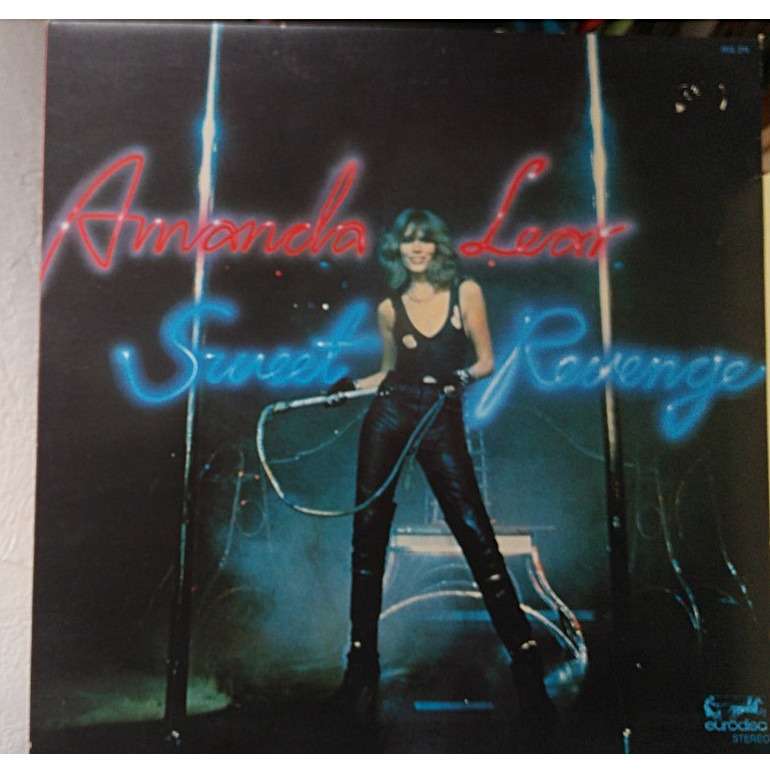 Amanda Lear
Sweet Revenge
eurodisc
STEREO